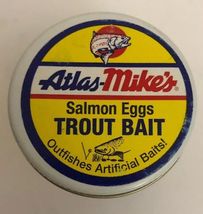 Atlas-Mike's®
Salmon Eggs
TROUT BAIT
Outfishes Artificial Baits!